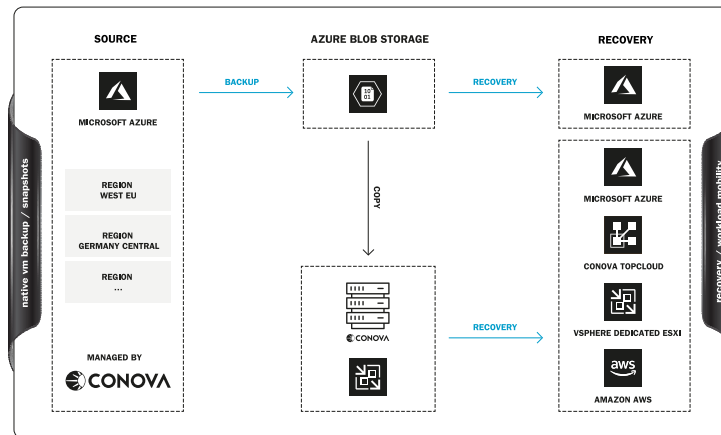 SOURCE
AZURE BLOB STORAGE
RECOVERY
native vm backup / snapshots
MICROSOFT AZURE
REGION
WEST EU
REGION
GERMANY CENTRAL
REGION
...
MANAGED BY
CONOVA
BACKUP
10
01
RECOVERY
COPY
CONOVA
RECOVERY
MICROSOFT AZURE
MICROSOFT AZURE
CONOVA TOPCLOUD
VSPHERE DEDICATED ESXI
aws
AMAZON AWS
recovery / workload mobility